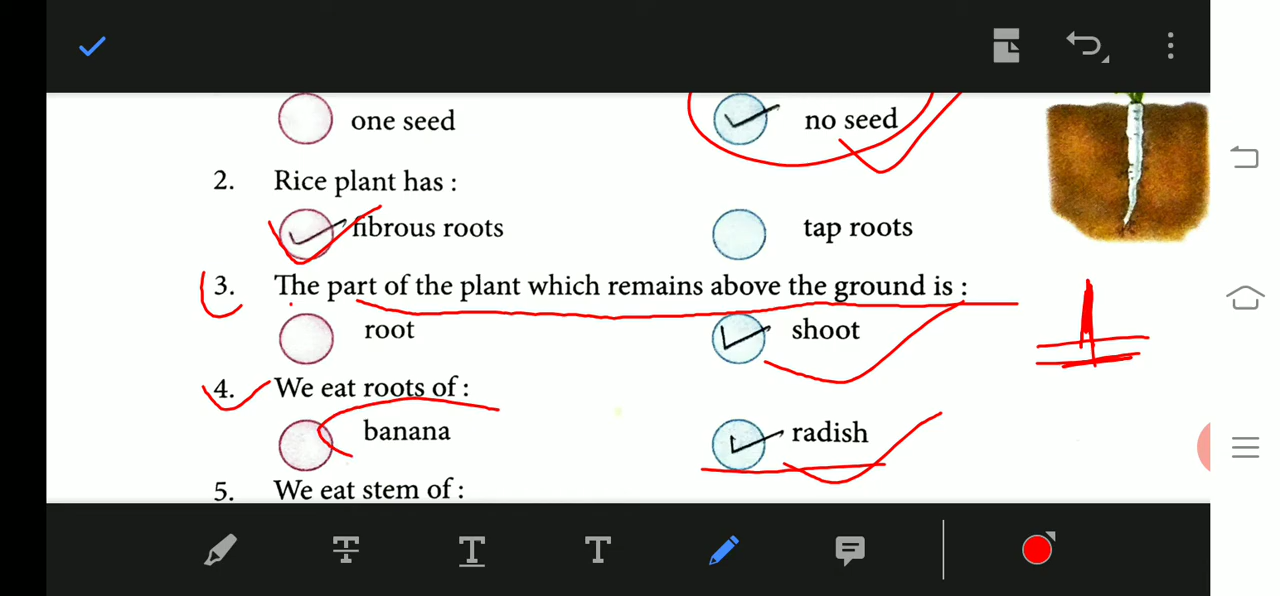 one seed no seed
2. Rice plant has :
fibrous roots tap roots
3. The part of the plant which remains above the ground is :
root shoot
4. We eat roots of :
banana radish
5. We eat stem of :
T T T